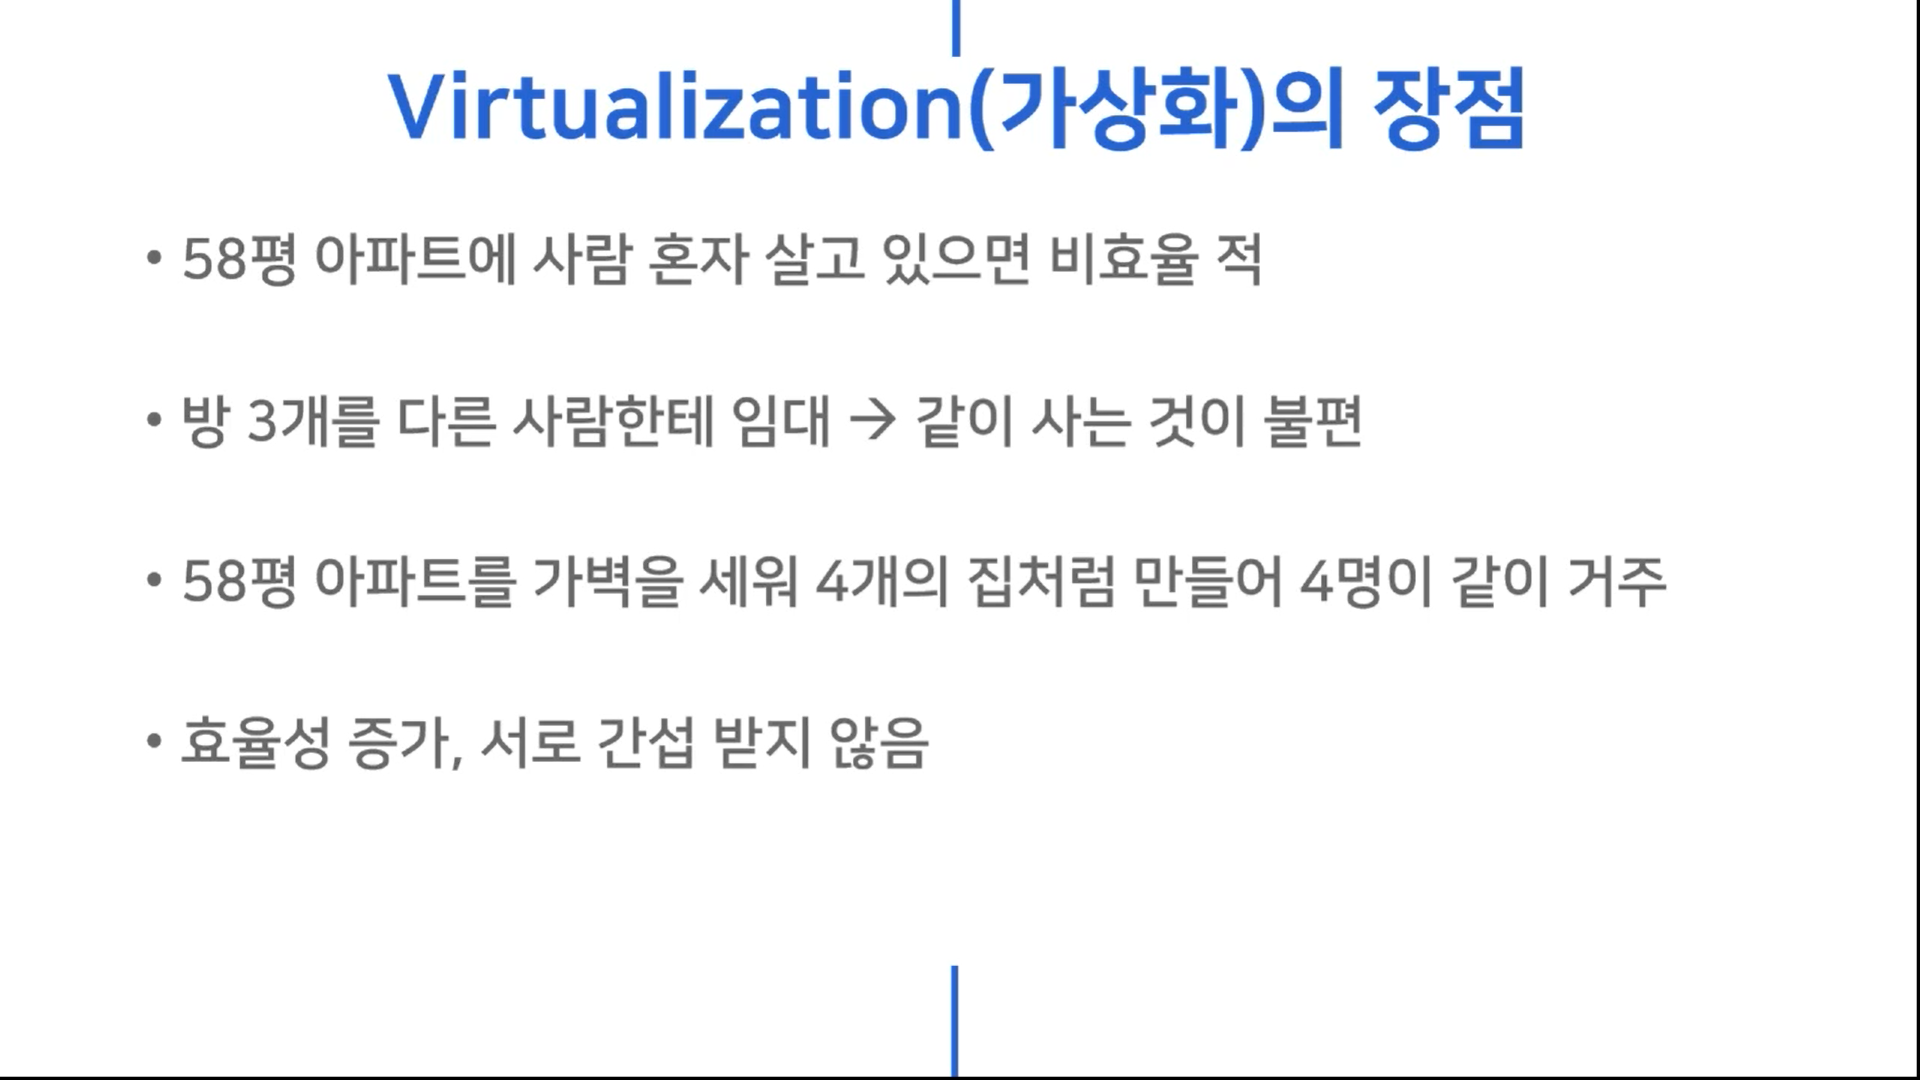 Virtualization(가상화)의 장점
• 58평 아파트에 사람 혼자 살고 있으면 비효율 적
• 방 3개를 다른 사람한테 임대 → 같이 사는 것이 불편
• 58평 아파트를 가벽을 세워 4개의 집처럼 만들어 4명이 같이 거주
• 효율성 증가, 서로 간섭 받지 않음